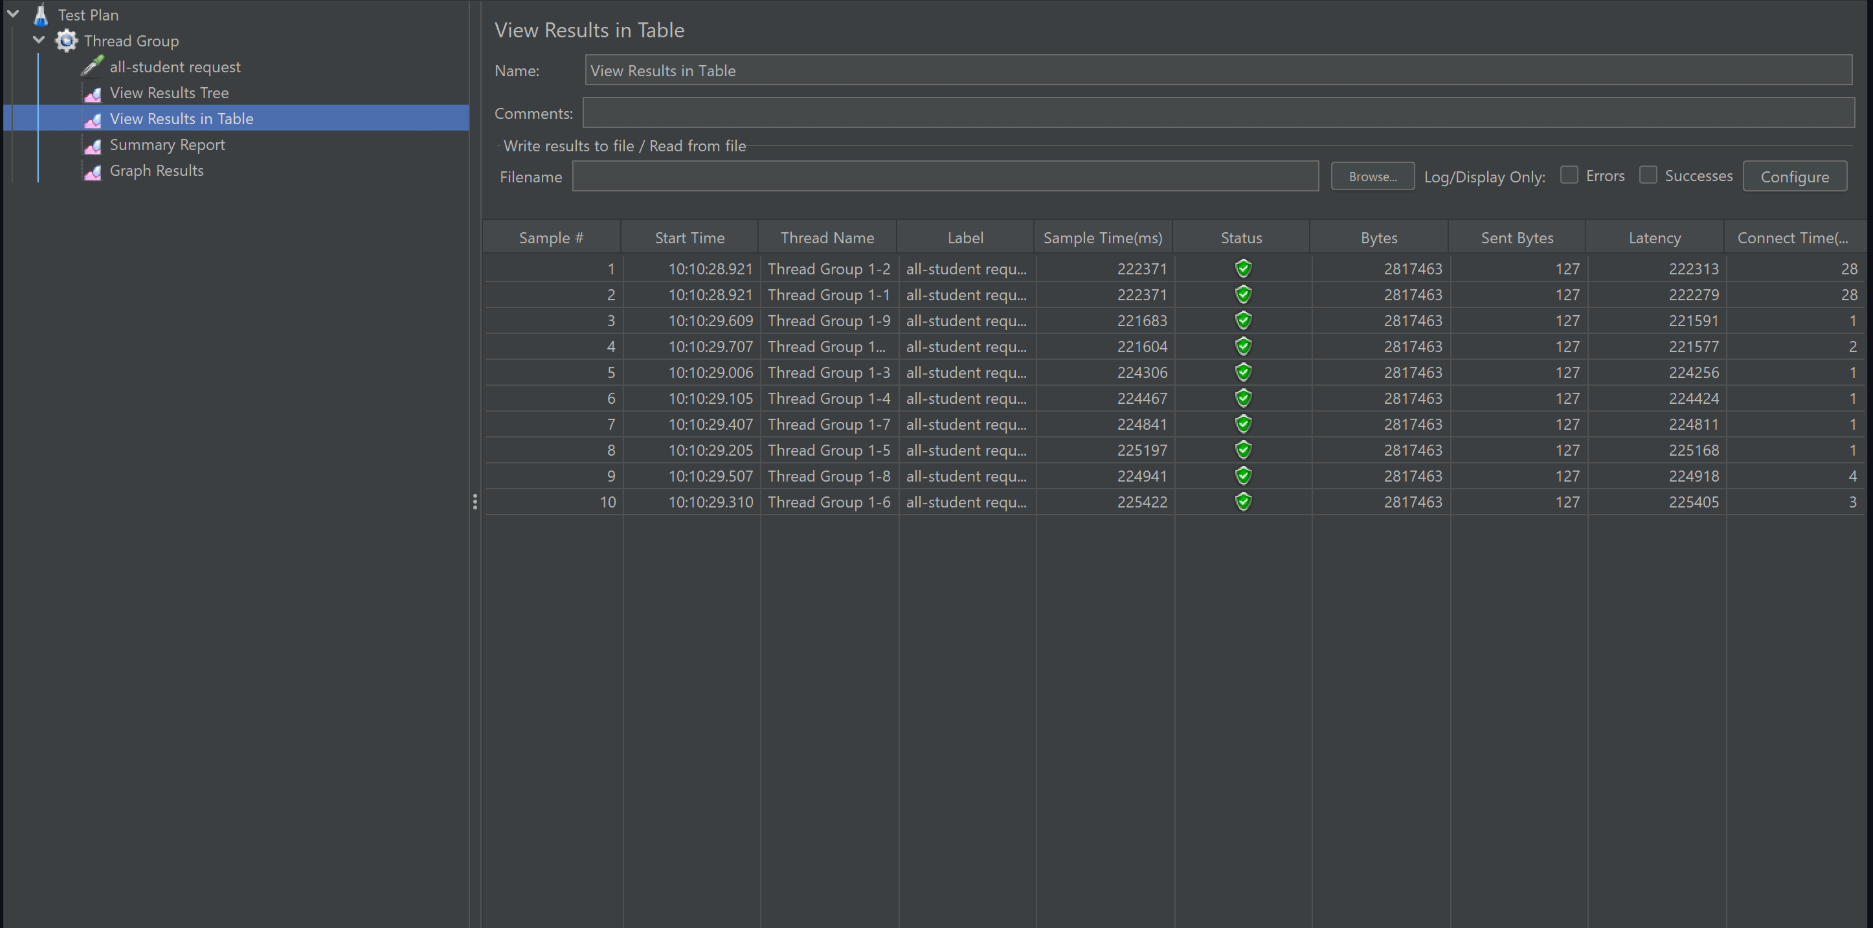 Test Plan
Thread Group
all-student request
View Results Tree
View Results in Table
Summary Report
Graph Results
View Results in Table
Name: View Results in Table
Comments:
Write results to file / Read from file
Filename Browse... Log/Display Only: Errors Successes Configure
Sample # Start Time Thread Name Label Sample Time(ms) Status Bytes Sent Bytes Latency Connect Time(...
1 10:10:28.921 Thread Group 1-2 all-student requ... 222371 2817463 127 222313 28
2 10:10:28.921 Thread Group 1-1 all-student requ... 222371 2817463 127 222279 28
3 10:10:29.609 Thread Group 1-9 all-student requ... 221683 2817463 127 221591 1
4 10:10:29.707 Thread Group 1... all-student requ... 221604 2817463 127 221577 2
5 10:10:29.006 Thread Group 1-3 all-student requ... 224306 2817463 127 224256 1
6 10:10:29.105 Thread Group 1-4 all-student requ... 224467 2817463 127 224424 1
7 10:10:29.407 Thread Group 1-7 all-student requ... 224841 2817463 127 224811 1
8 10:10:29.205 Thread Group 1-5 all-student requ... 225197 2817463 127 225168 1
9 10:10:29.507 Thread Group 1-8 all-student requ... 224941 2817463 127 224918 4
10 10:10:29.310 Thread Group 1-6 all-student requ... 225422 2817463 127 225405 3